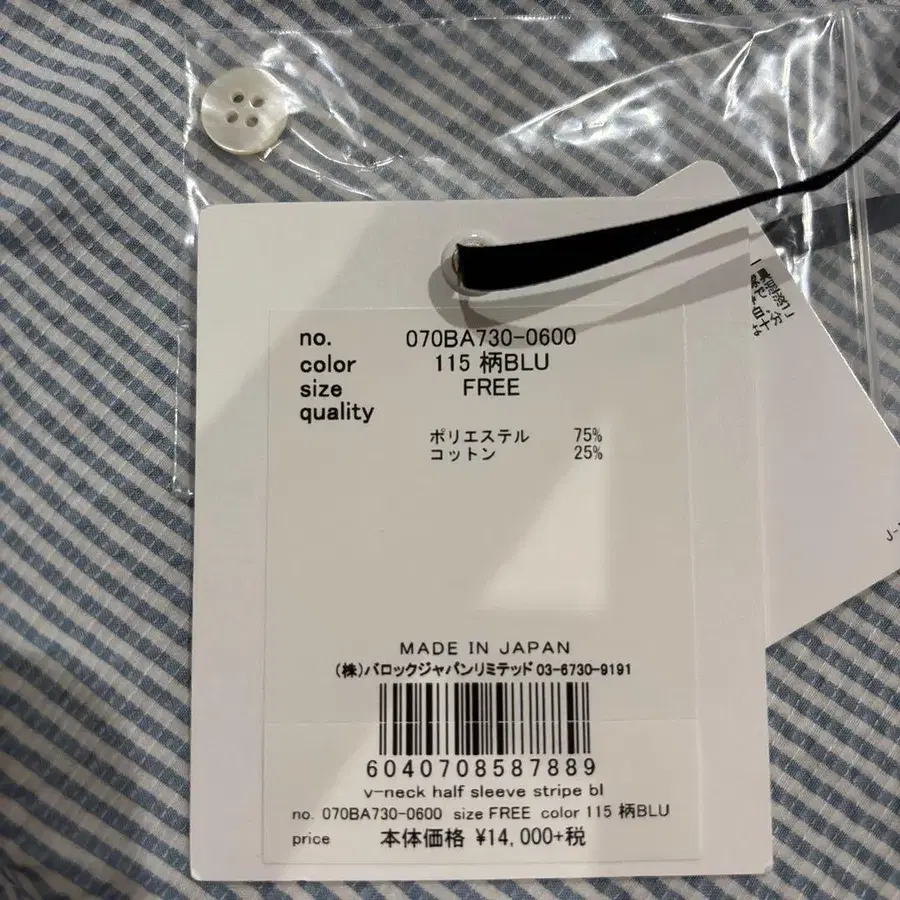 no. 070BA730-0600
color 115 柄BLU
size FREE
quality
ポリエステル 75%
コットン 25%
MADE IN JAPAN
(株)バロックジャパンリミテッド 03-6730-9191
6040708587889
v-neck half sleeve stripe bl
no. 070BA730-0600 size FREE color 115 柄BLU
price 本体価格 ¥14,000+税